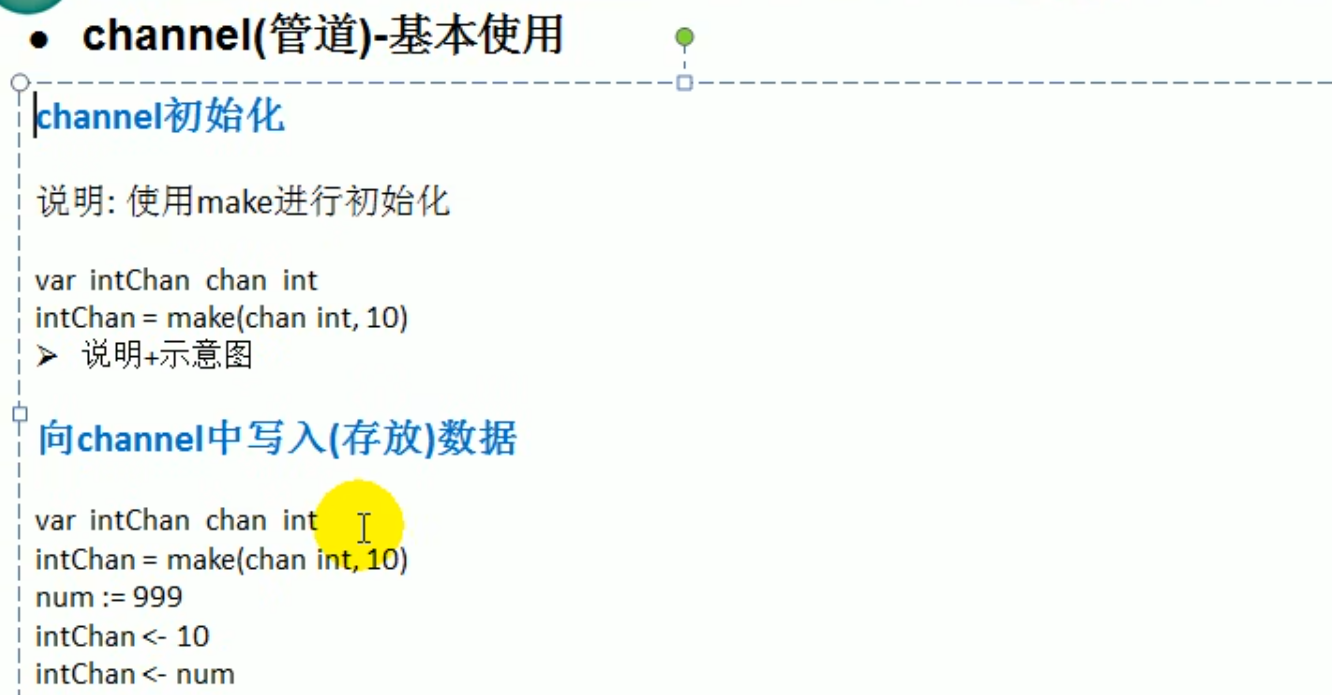 ● channel(管道)-基本使用
channel初始化
说明: 使用make进行初始化
var intChan chan int
intChan = make(chan int, 10)
➢ 说明+示意图
向channel中写入(存放)数据
var intChan chan int
intChan = make(chan int, 10)
num := 999
intChan <- 10
intChan <- num